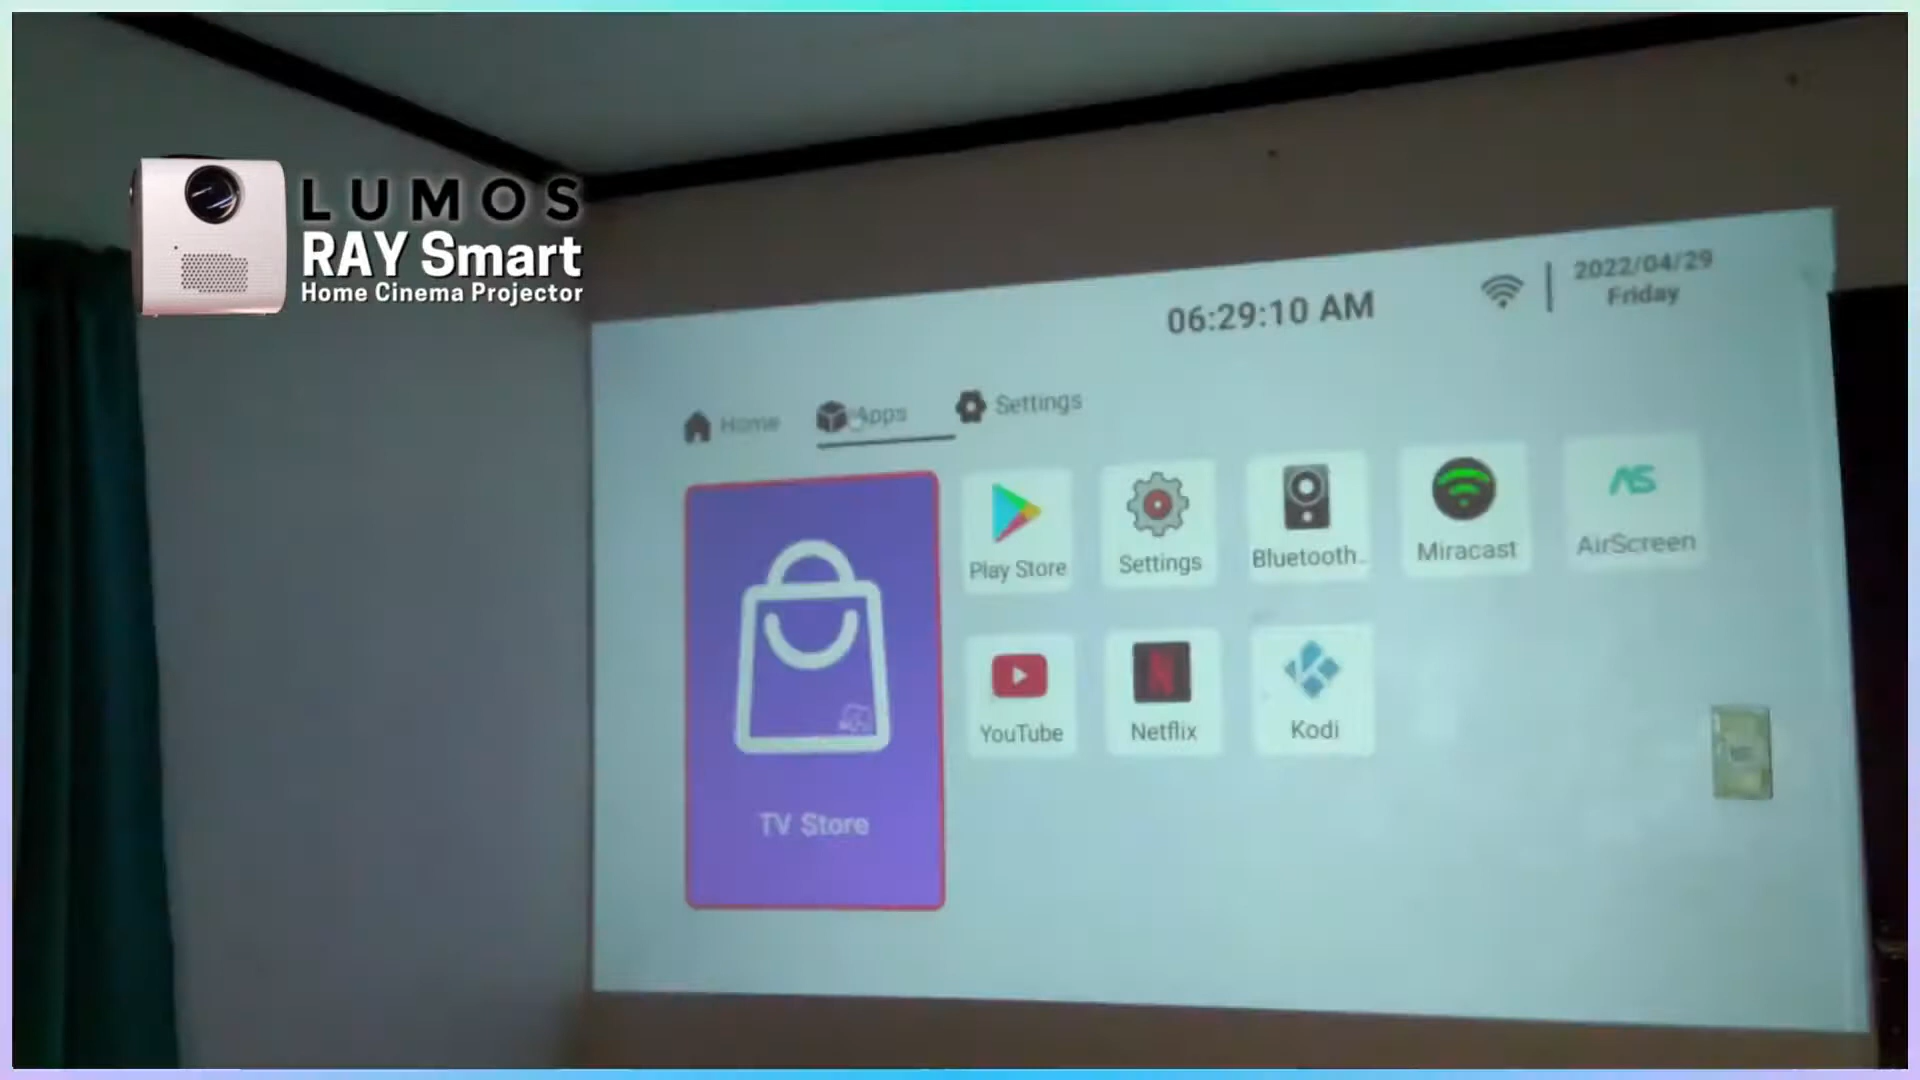 LUMOS
RAY Smart
Home Cinema Projector
06:29:10 AM
2022/04/29
Friday
Home
Apps
Settings
TV Store
Play Store
Settings
Bluetooth..
Miracast
AS
AirScreen
YouTube
N
Netflix
Kodi